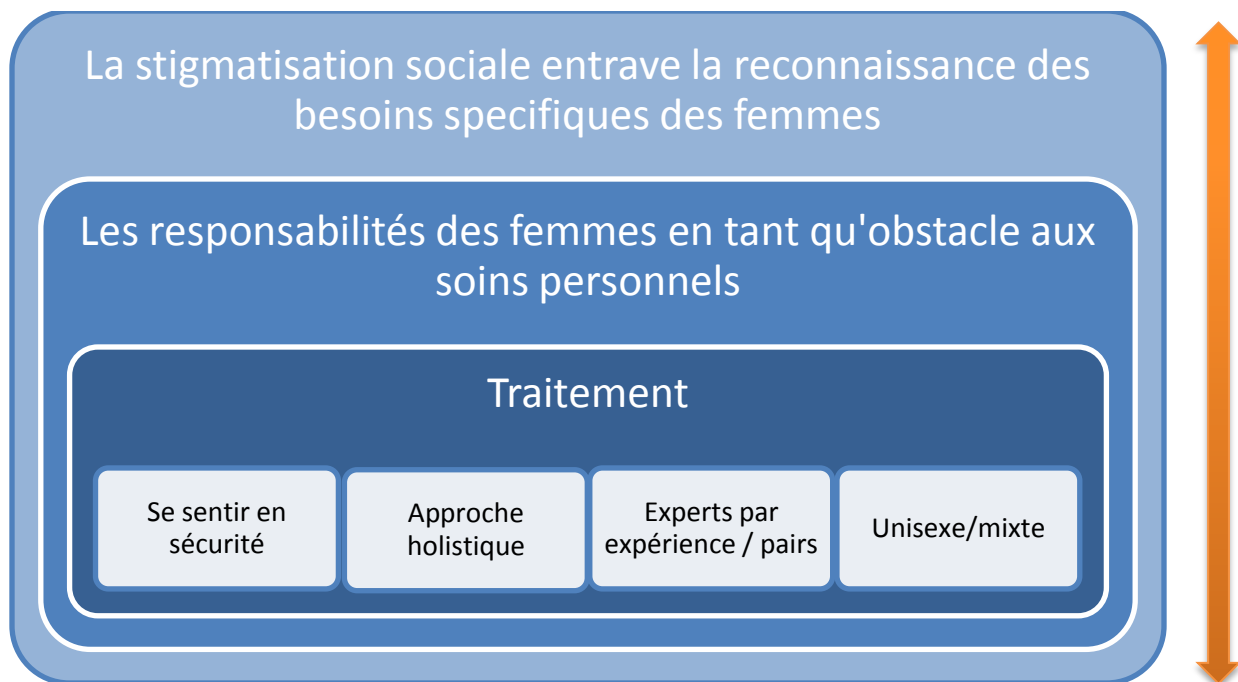 La stigmatisation sociale entrave la reconnaissance des
besoins specifiques des femmes
Les responsabilités des femmes en tant qu'obstacle aux
soins personnels
Traitement
Se sentir en
sécurité
Approche
holistique
Experts par
expérience / pairs
Unisexe/mixte